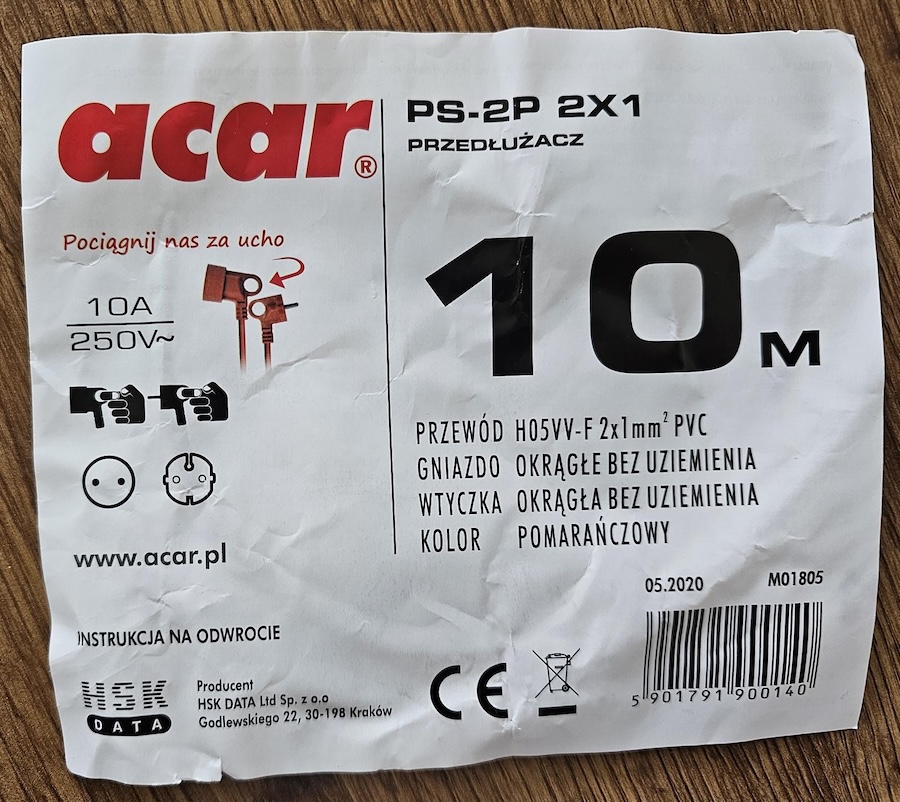 acar®
Pociągnij nas za ucho
10A
250V~
www.acar.pl
INSTRUKCJA NA ODWROCIE
HSK
DATA
Producent
HSK DATA Ltd Sp. z o.o
Godlewskiego 22, 30-198 Kraków
PS-2P 2X1
PRZEDŁUŻACZ
10 M
PRZEWÓD H05VV-F 2x1mm² PVC
GNIAZDO OKRĄGŁE BEZ UZIEMIENIA
WTYCZKA OKRĄGŁA BEZ UZIEMIENIA
KOLOR POMARAŃCZOWY
05.2020 M01805
CE
5 901791 900140